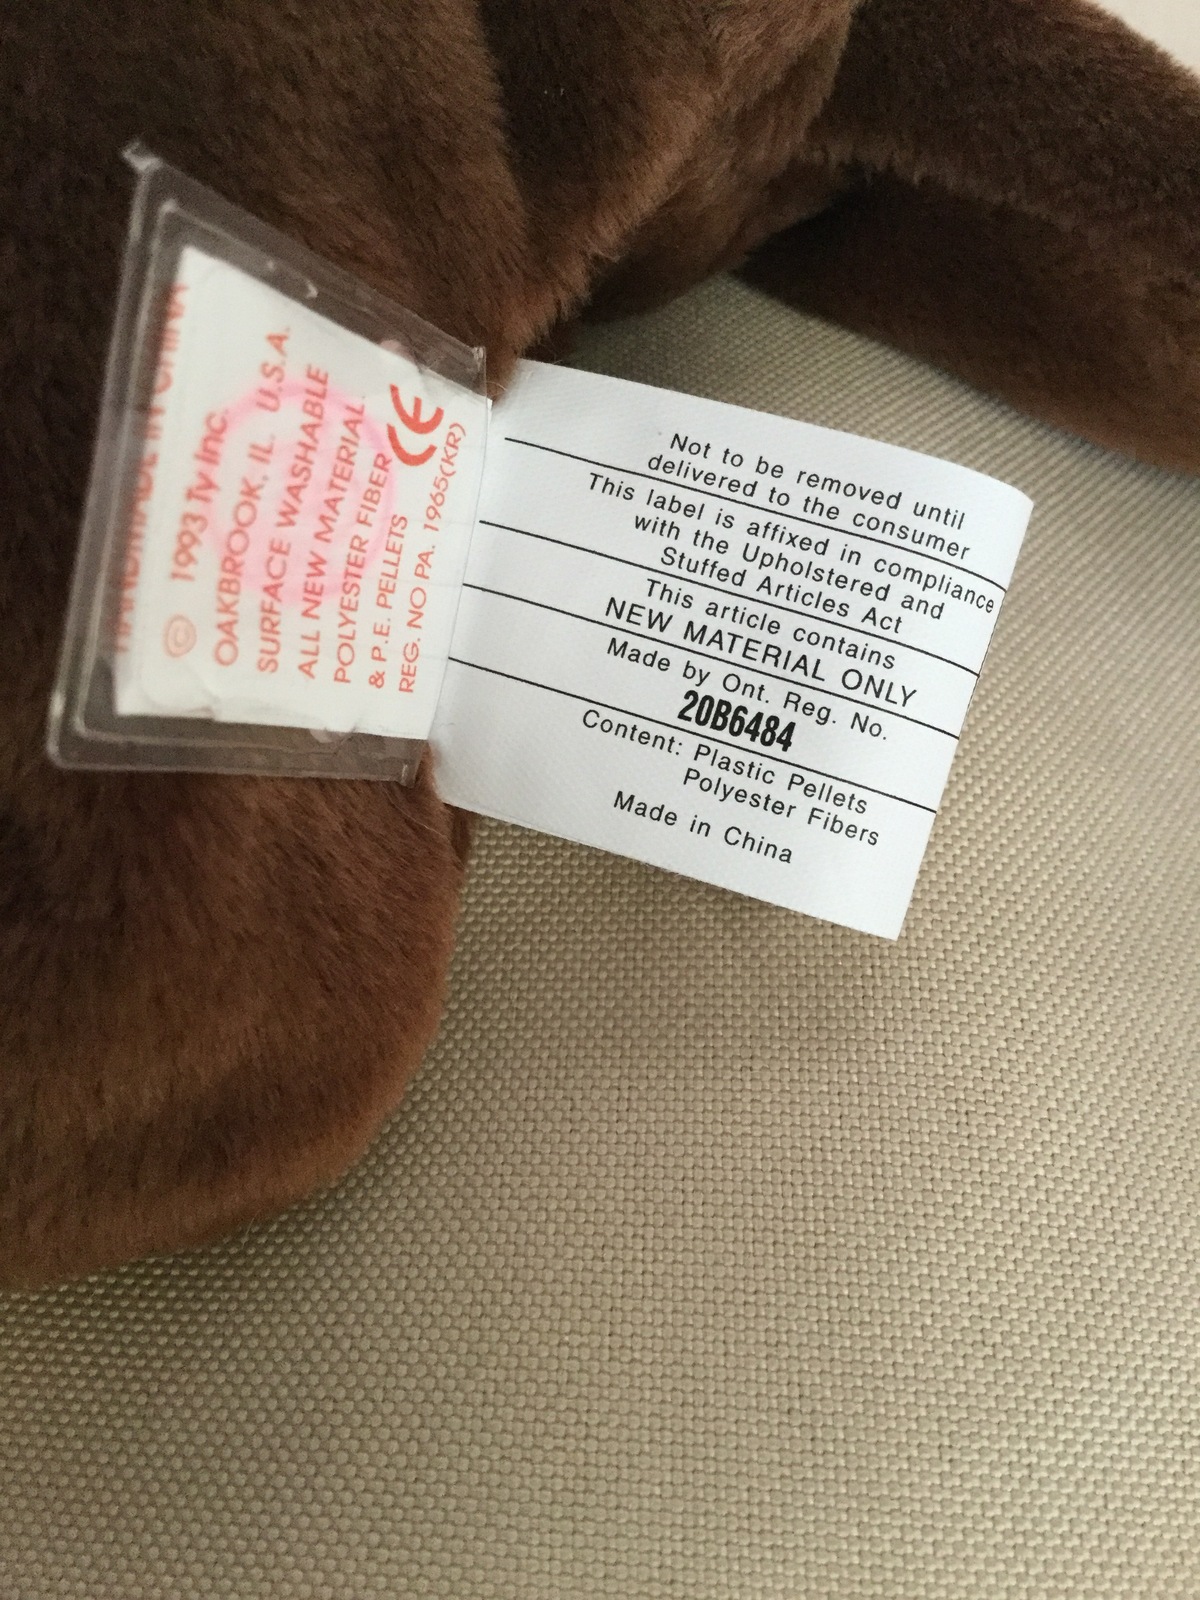 HANDMADE IN CHINA
© 1993 Ty Inc.
OAKBROOK, IL. U.S.A.
SURFACE WASHABLE
ALL NEW MATERIAL.
POLYESTER FIBER
& P.E. PELLETS CE
REG. NO PA. 1965(KR)
Not to be removed until
delivered to the consumer
This label is affixed in compliance
with the Upholstered and
Stuffed Articles Act
This article contains
NEW MATERIAL ONLY
Made by Ont. Reg. No.
20B6484
Content: Plastic Pellets
Polyester Fibers
Made in China